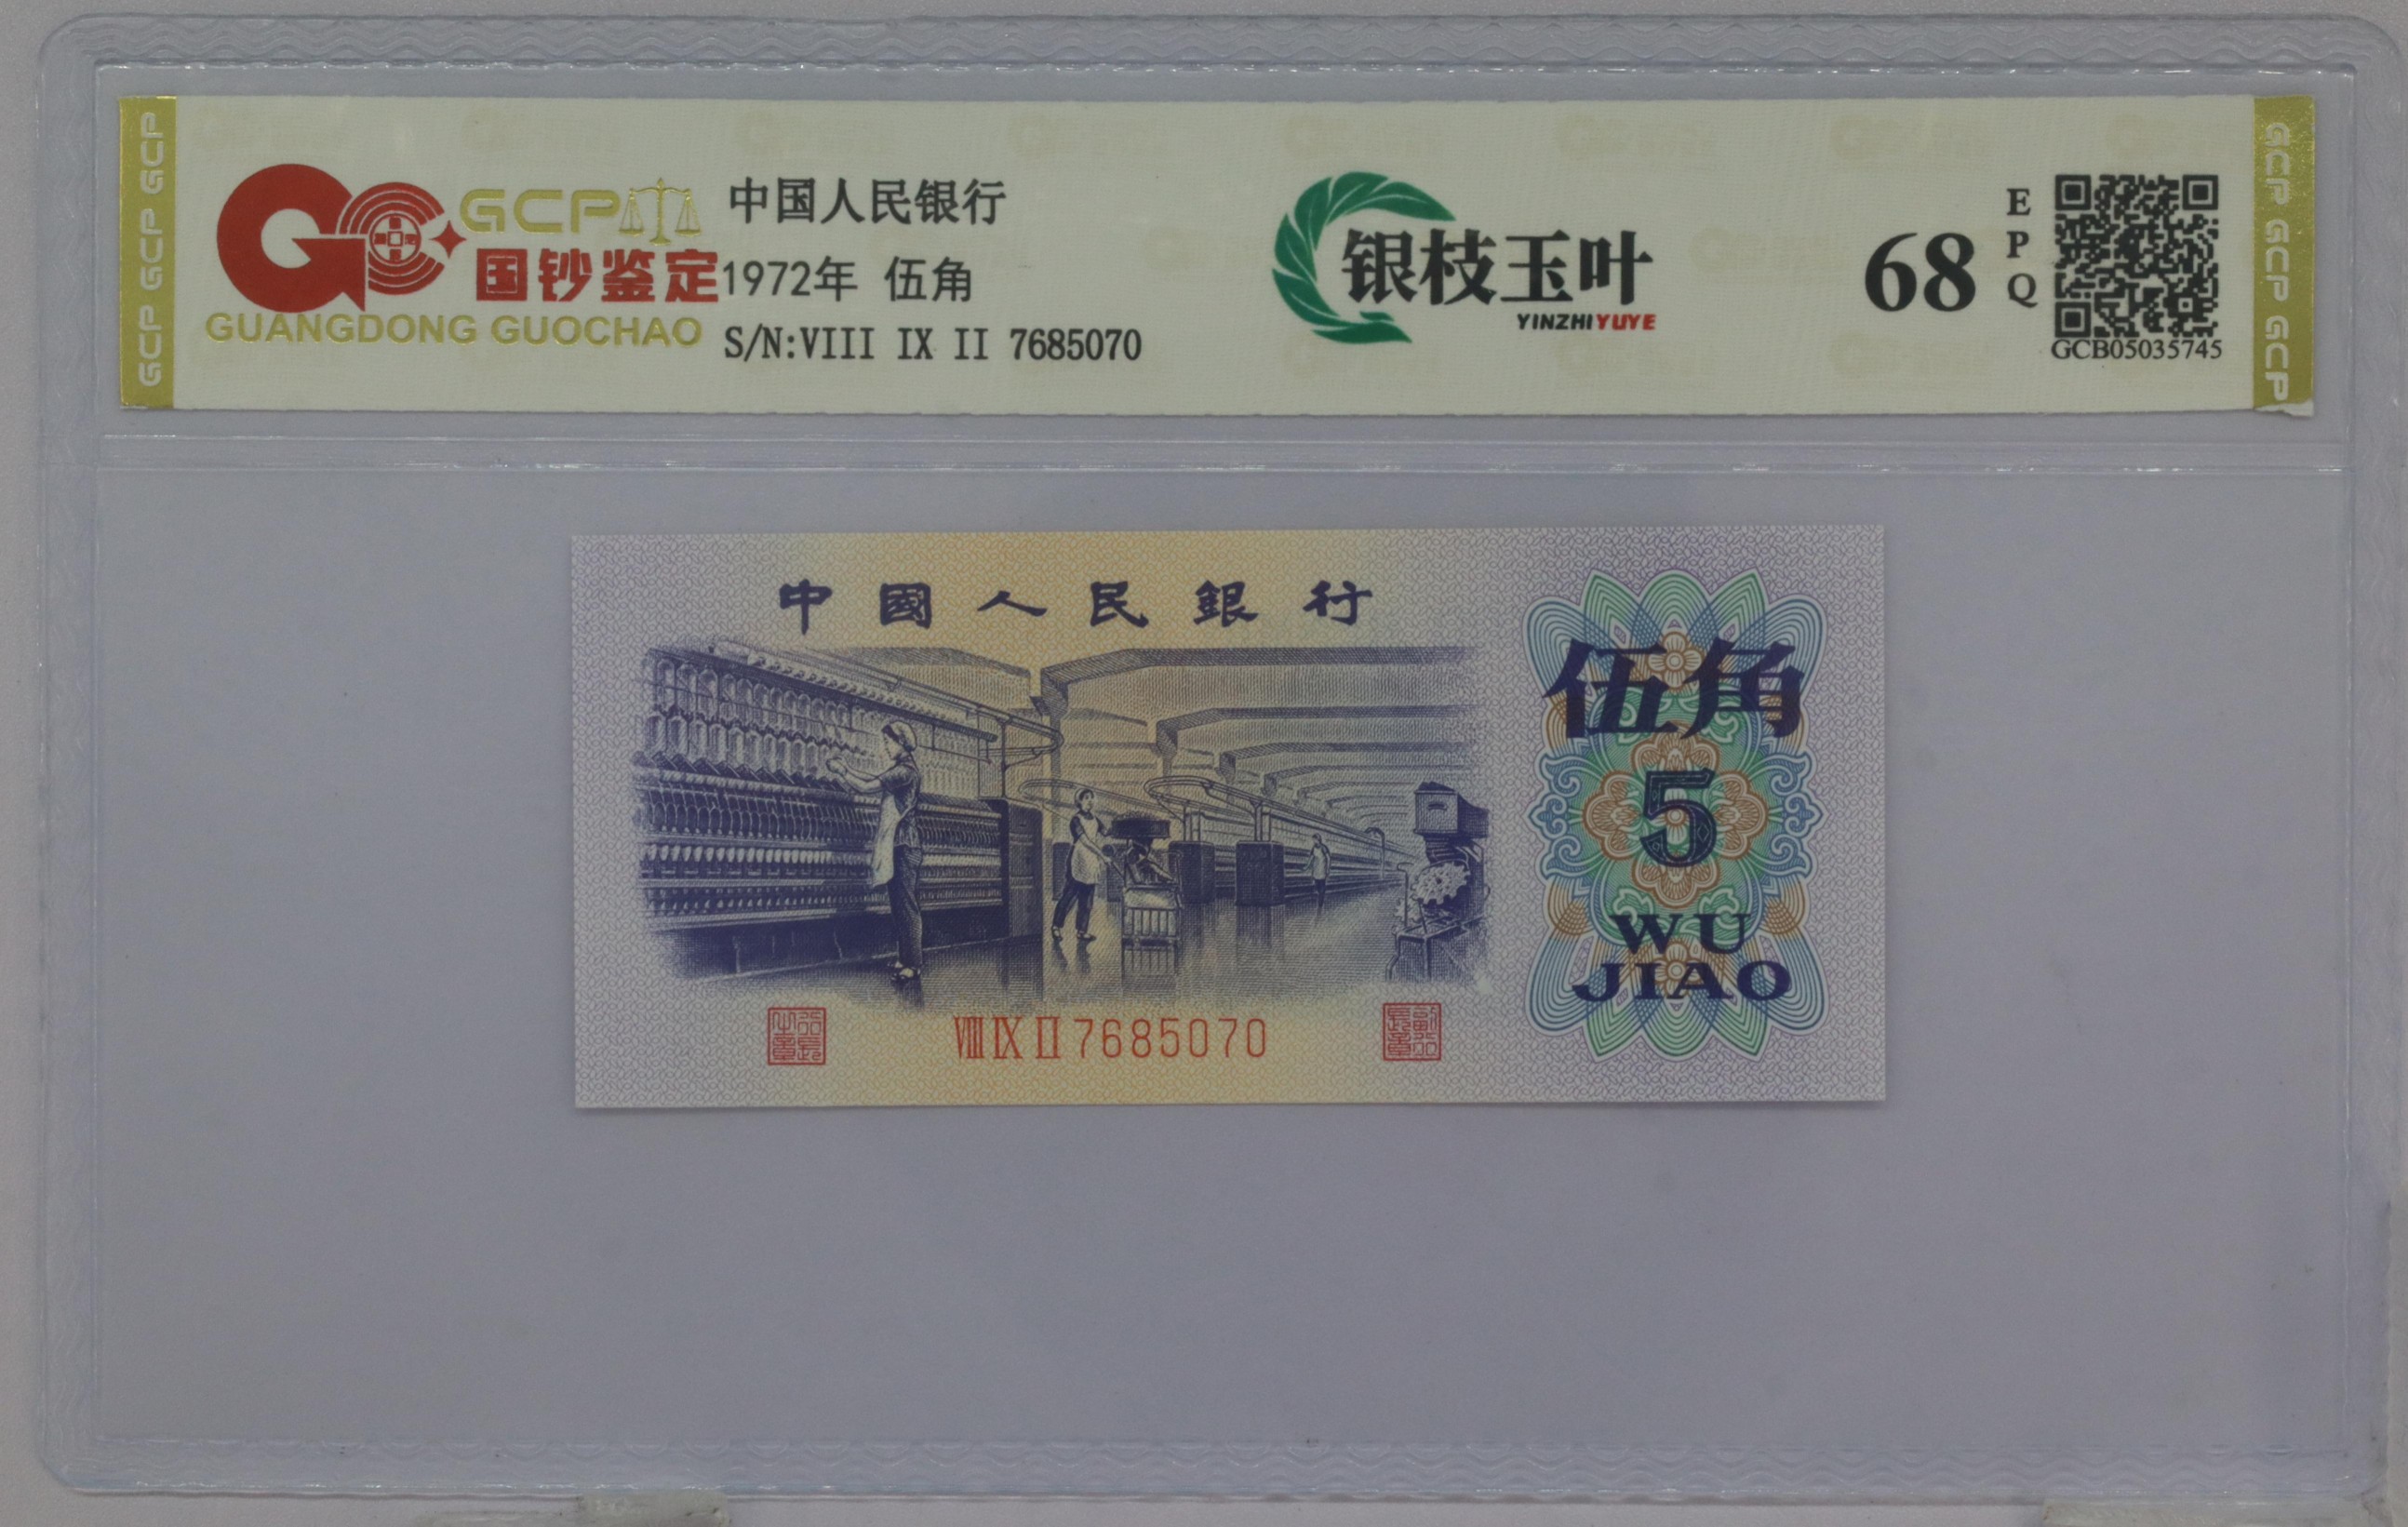 GCP GCP GCP
GCP
国钞鉴定
GUANGDONG GUOCHAO
中国人民银行
1972年 伍角
S/N:VIII IX II 7685070
银枝玉叶
YINZHIYUYE
68
EPQ
GCB05035745
GCP GCP GCP
中國人民銀行
伍角
5
WU
JIAO
VIII IX II 7685070